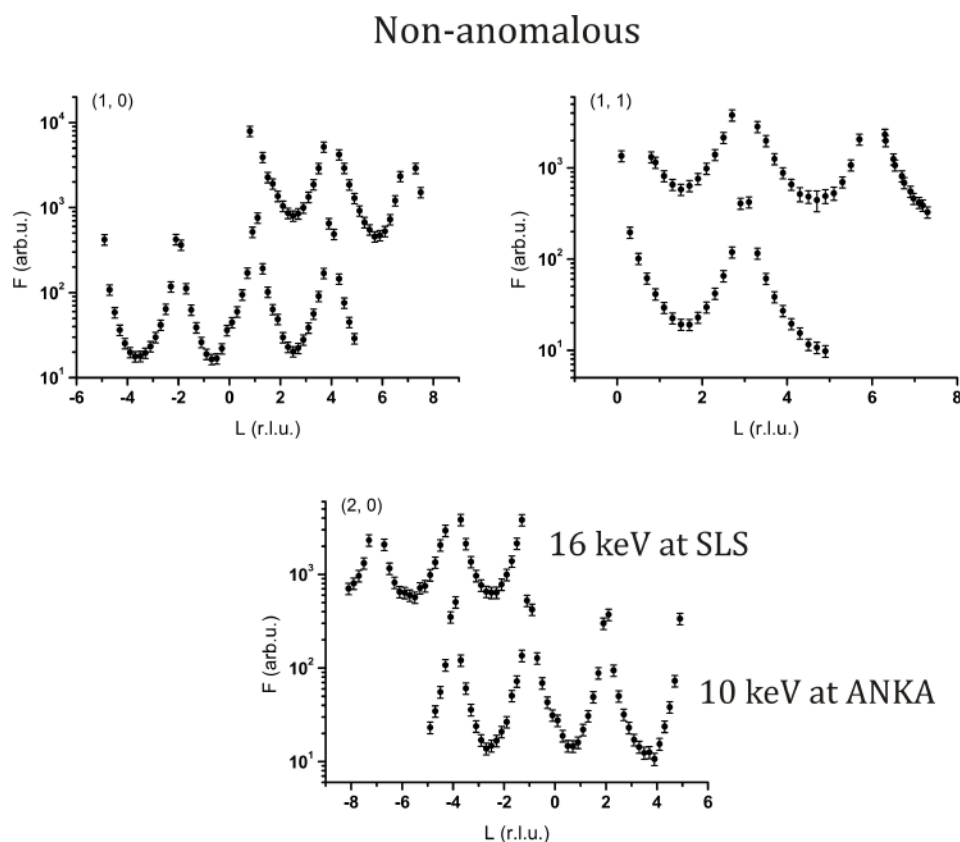 Non-anomalous
(1, 0)
10⁴
10³
10²
10¹
F (arb.u.)
-6 -4 -2 0 2 4 6 8
L (r.l.u.)
(1, 1)
10³
10²
10¹
F (arb.u.)
0 2 4 6 8
L (r.l.u.)
(2, 0)
10³
10²
10¹
F (arb.u.)
-8 -6 -4 -2 0 2 4 6
L (r.l.u.)
16 keV at SLS
10 keV at ANKA